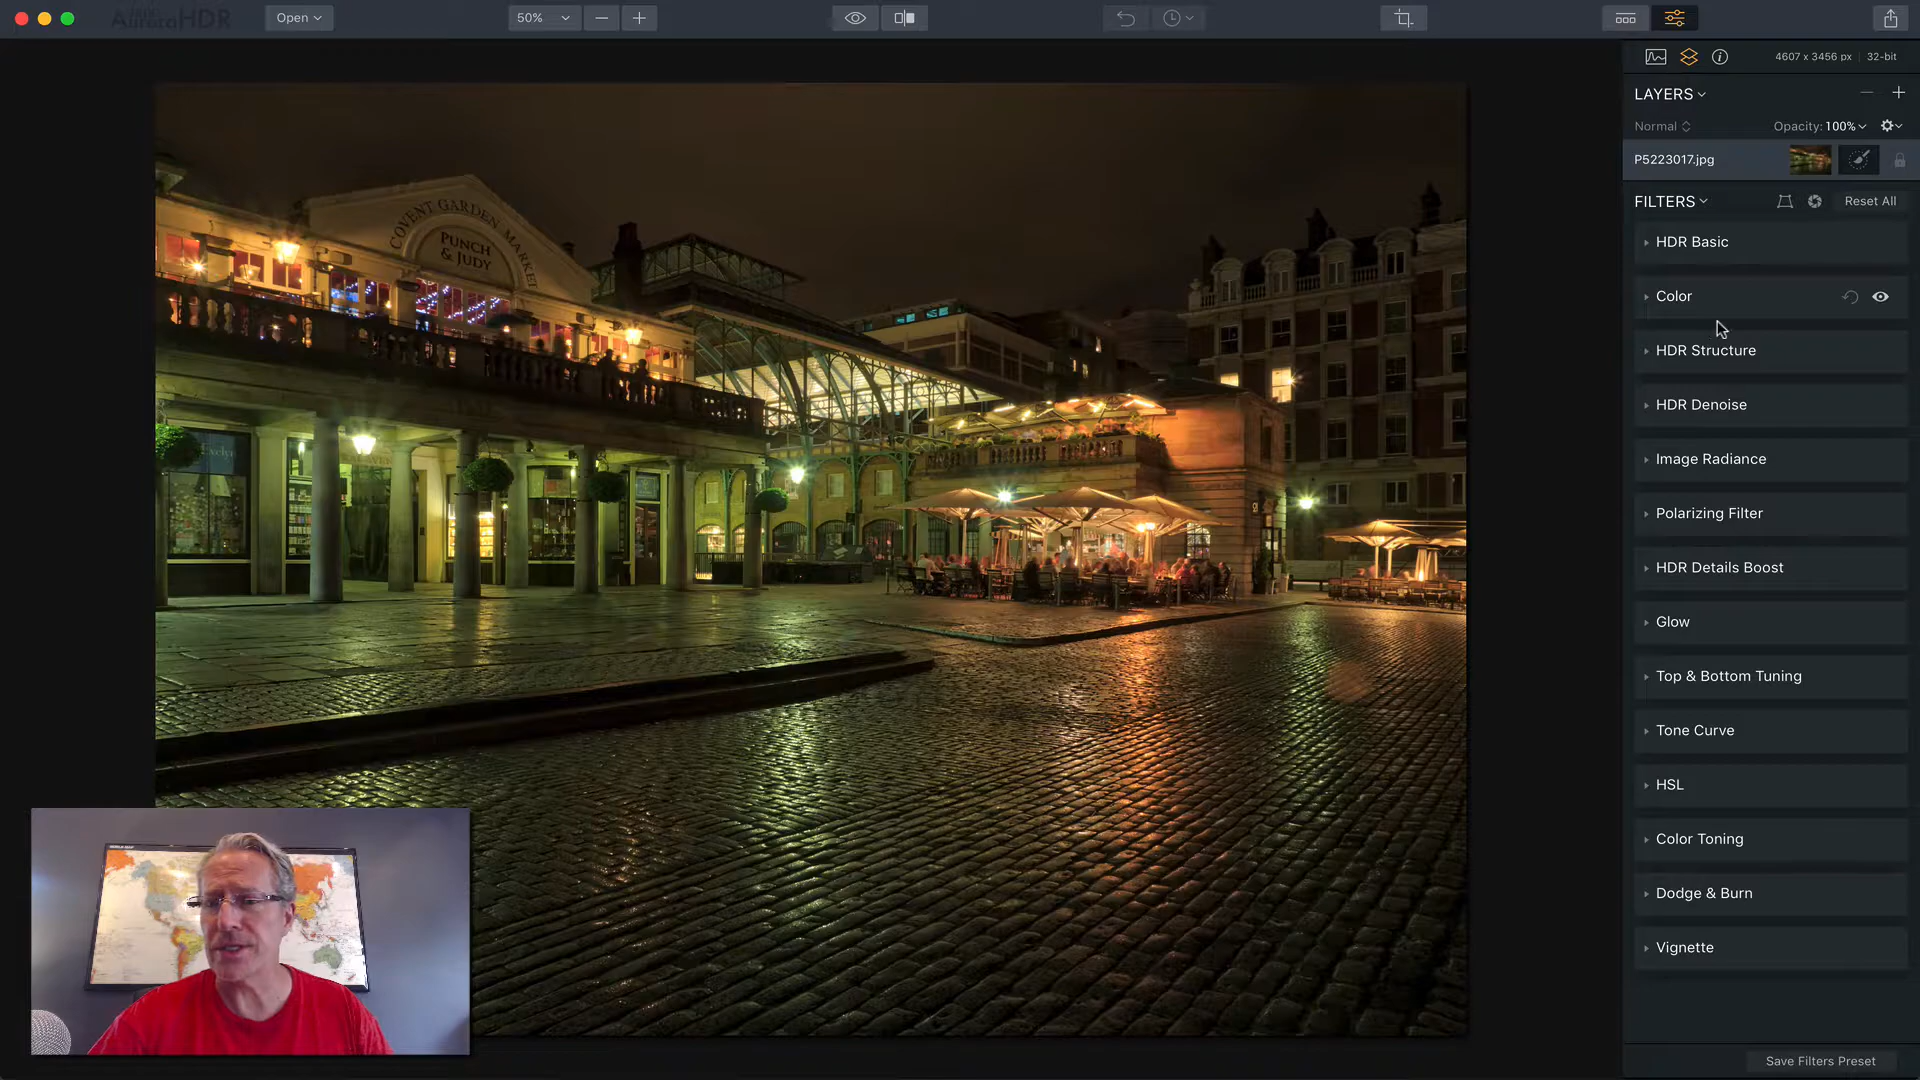 AuroraHDR
Open
50%
4607 x 3456 px
32-bit
LAYERS
Normal
Opacity: 100%
P5223017.jpg
FILTERS
Reset All
HDR Basic
Color
HDR Structure
HDR Denoise
Image Radiance
Polarizing Filter
HDR Details Boost
Glow
Top & Bottom Tuning
Tone Curve
HSL
Color Toning
Dodge & Burn
Vignette
Save Filters Preset
COVENT GARDEN MARKET
PUNCH
& JUDY
Evelyn